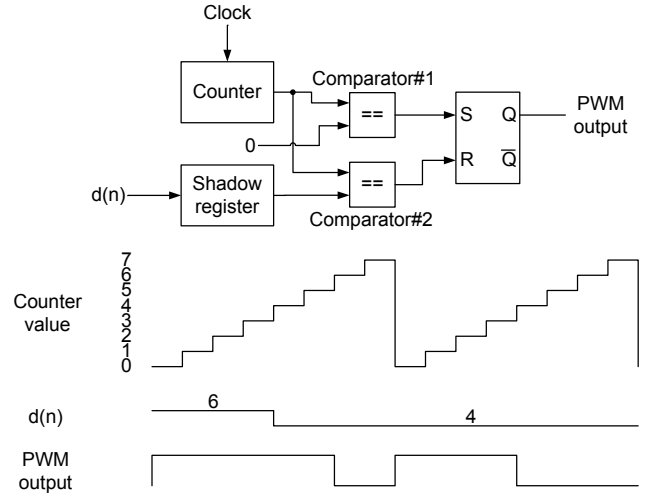 Clock
Counter
Comparator#1
==
S Q
R Q̅
PWM
output
0
d(n)
Shadow
register
==
Comparator#2
Counter
value
7
6
5
4
3
2
1
0
d(n)
6
4
PWM
output